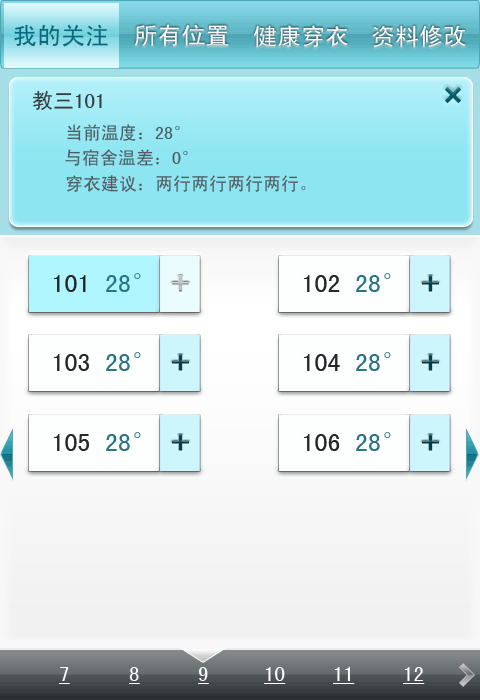 我的关注 所有位置 健康穿衣 资料修改
教三101
当前温度：28°
与宿舍温差：0°
穿衣建议：两行两行两行两行。
101 28° + 102 28° +
103 28° + 104 28° +
105 28° + 106 28° +
7 8 9 10 11 12